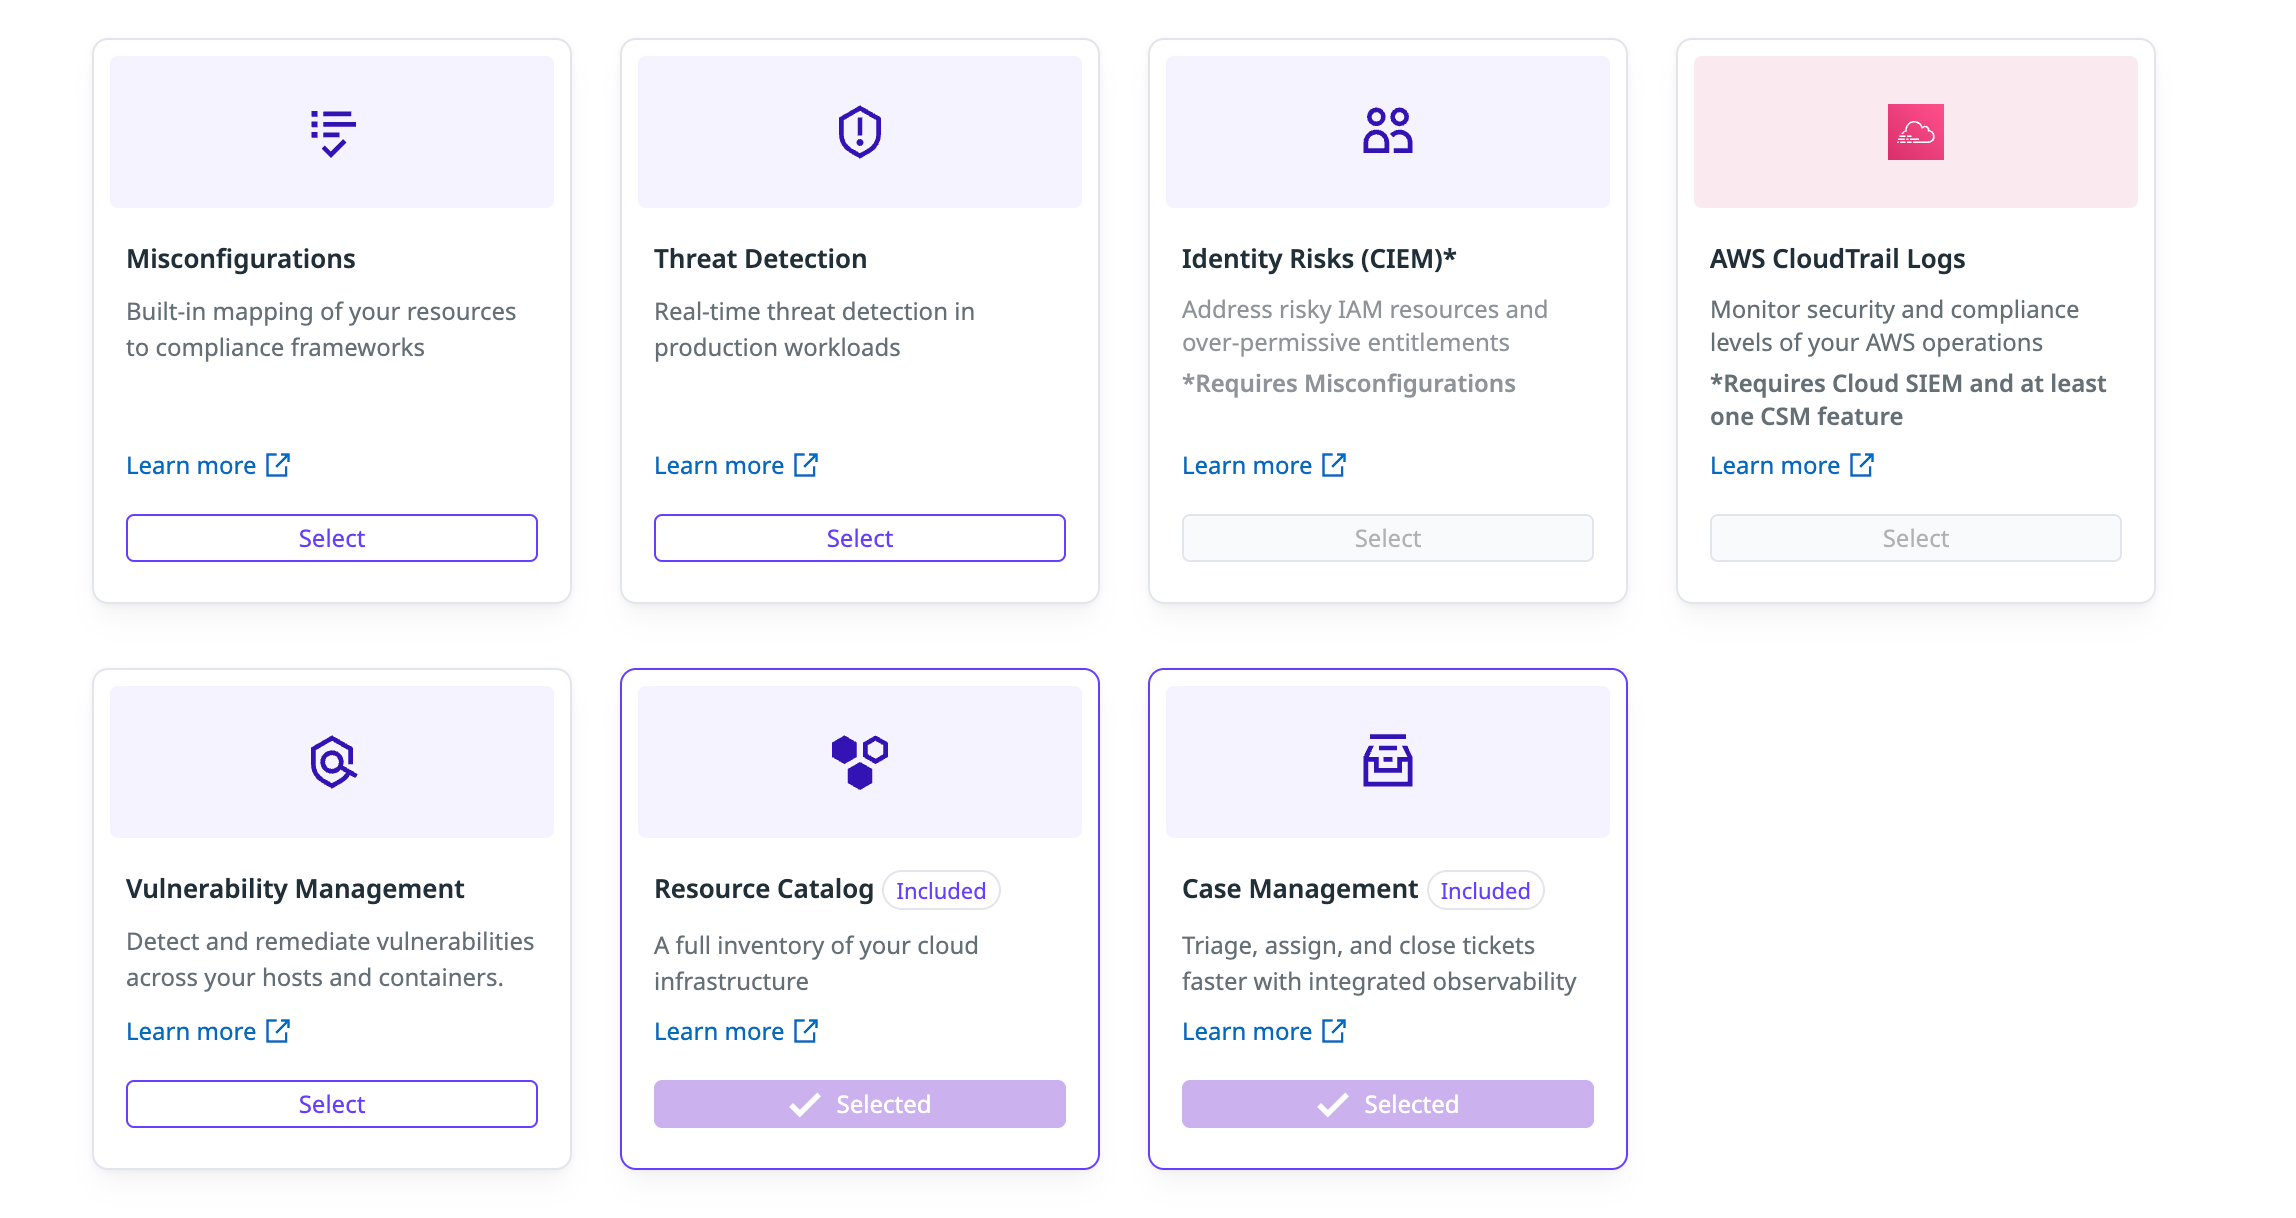 Misconfigurations
Built-in mapping of your resources
to compliance frameworks
Learn more
Select
Threat Detection
Real-time threat detection in
production workloads
Learn more
Select
Identity Risks (CIEM)*
Address risky IAM resources and
over-permissive entitlements
*Requires Misconfigurations
Learn more
Select
AWS CloudTrail Logs
Monitor security and compliance
levels of your AWS operations
*Requires Cloud SIEM and at least
one CSM feature
Learn more
Select
Vulnerability Management
Detect and remediate vulnerabilities
across your hosts and containers.
Learn more
Select
Resource Catalog Included
A full inventory of your cloud
infrastructure
Learn more
Selected
Case Management Included
Triage, assign, and close tickets
faster with integrated observability
Learn more
Selected